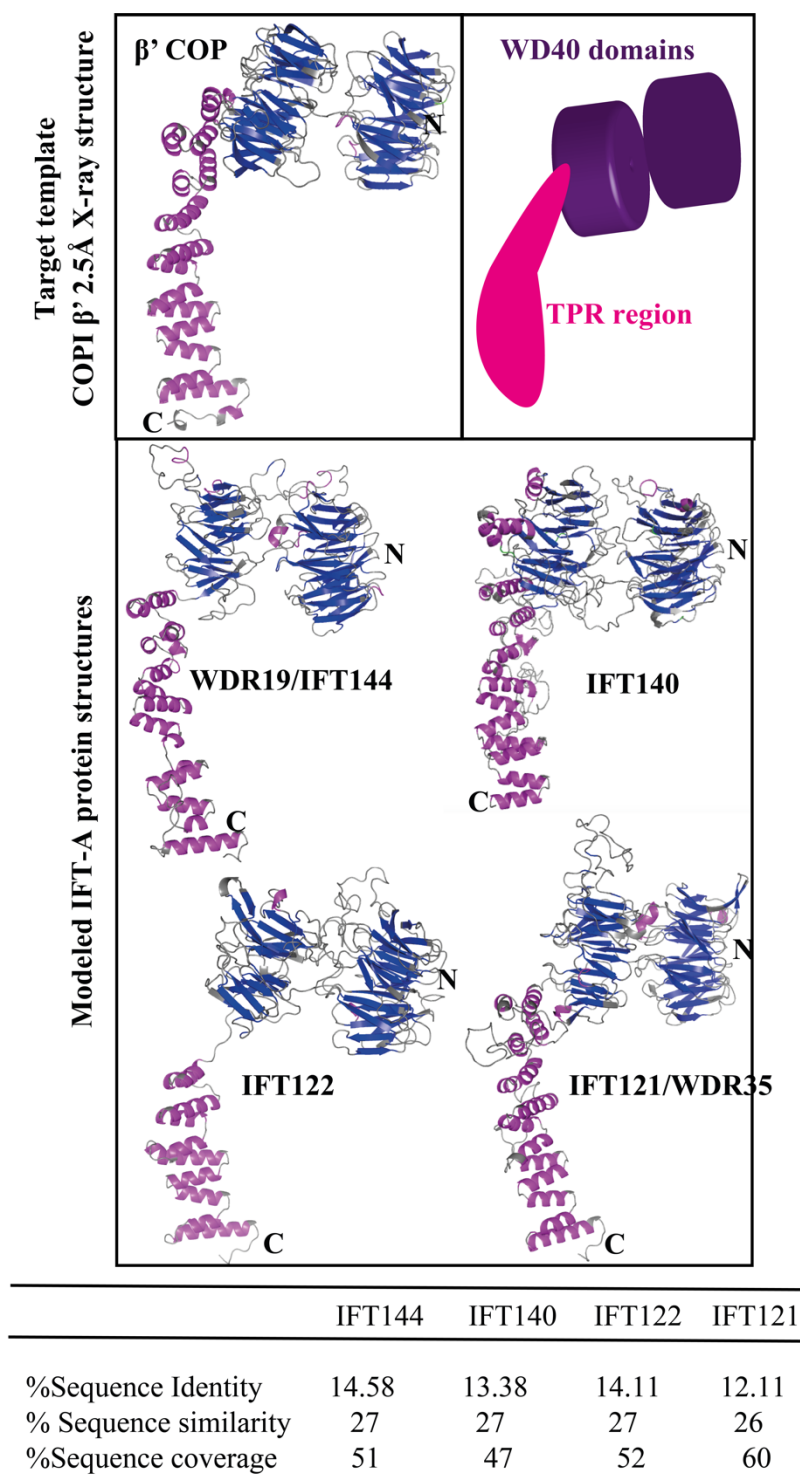 β’ COP
N
C
WD40 domains
TPR region
Target template
COPI β’ 2.5Å X-ray structure
N
WDR19/IFT144
C
N
IFT140
C
N
IFT122
C
N
IFT121/WDR35
C
Modeled IFT-A protein structures
IFT144 IFT140 IFT122 IFT121
%Sequence Identity 14.58 13.38 14.11 12.11
% Sequence similarity 27 27 27 26
%Sequence coverage 51 47 52 60